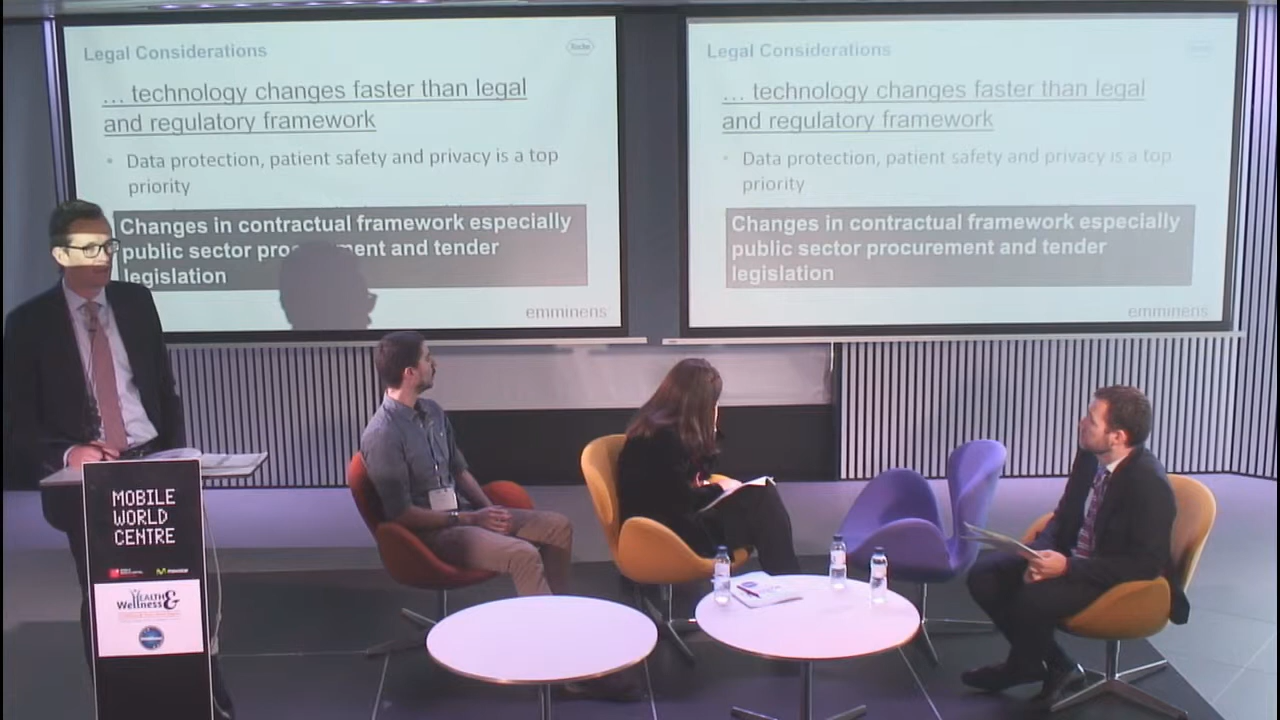 Legal Considerations
Roche
... technology changes faster than legal
and regulatory framework
• Data protection, patient safety and privacy is a top
priority
Changes in contractual framework especially
public sector procurement and tender
legislation
emminens
Legal Considerations
... technology changes faster than legal
and regulatory framework
• Data protection, patient safety and privacy is a top
priority
Changes in contractual framework especially
public sector procurement and tender
legislation
emminens
MOBILE
WORLD
CENTRE
movistar
HEALTH
Wellness &